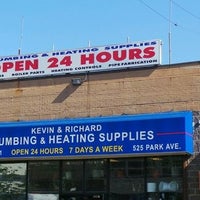 PLUMBING & HEATING SUPPLIES
OPEN 24 HOURS
BOILER PARTS HEATING CONTROLS PIPE FABRICATION
KEVIN & RICHARD
PLUMBING & HEATING SUPPLIES
OPEN 24 HOURS 7 DAYS A WEEK 525 PARK AVE.